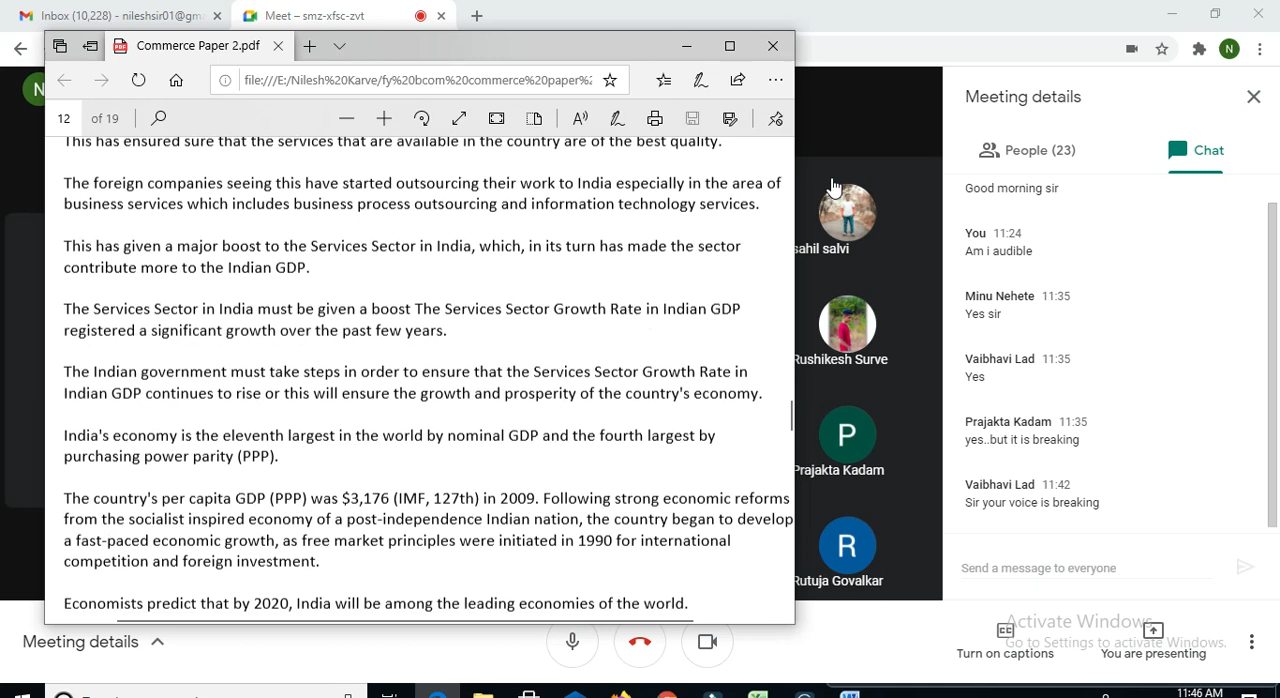 Inbox (10,228) - nileshsir01@gma
Meet – smz-xfsc-zvt
Commerce Paper 2.pdf
file:///E:/Nilesh%20Karve/fy%20bcom%20commerce%20paper%2
N
12 of 19
This has ensured sure that the services that are available in the country are of the best quality.
The foreign companies seeing this have started outsourcing their work to India especially in the area of
business services which includes business process outsourcing and information technology services.
This has given a major boost to the Services Sector in India, which, in its turn has made the sector
contribute more to the Indian GDP.
The Services Sector in India must be given a boost The Services Sector Growth Rate in Indian GDP
registered a significant growth over the past few years.
The Indian government must take steps in order to ensure that the Services Sector Growth Rate in
Indian GDP continues to rise or this will ensure the growth and prosperity of the country's economy.
India's economy is the eleventh largest in the world by nominal GDP and the fourth largest by
purchasing power parity (PPP).
The country's per capita GDP (PPP) was $3,176 (IMF, 127th) in 2009. Following strong economic reforms
from the socialist inspired economy of a post-independence Indian nation, the country began to develop
a fast-paced economic growth, as free market principles were initiated in 1990 for international
competition and foreign investment.
Economists predict that by 2020, India will be among the leading economies of the world.
N
sahil salvi
Rushikesh Surve
P
Prajakta Kadam
R
Rutuja Govalkar
Meeting details
People (23)
Chat
Good morning sir
You 11:24
Am i audible
Minu Nehete 11:35
Yes sir
Vaibhavi Lad 11:35
Yes
Prajakta Kadam 11:35
yes..but it is breaking
Vaibhavi Lad 11:42
Sir your voice is breaking
Send a message to everyone
Meeting details
Turn on captions
You are presenting
Activate Windows
Go to Settings to activate Windows.
11:46 AM